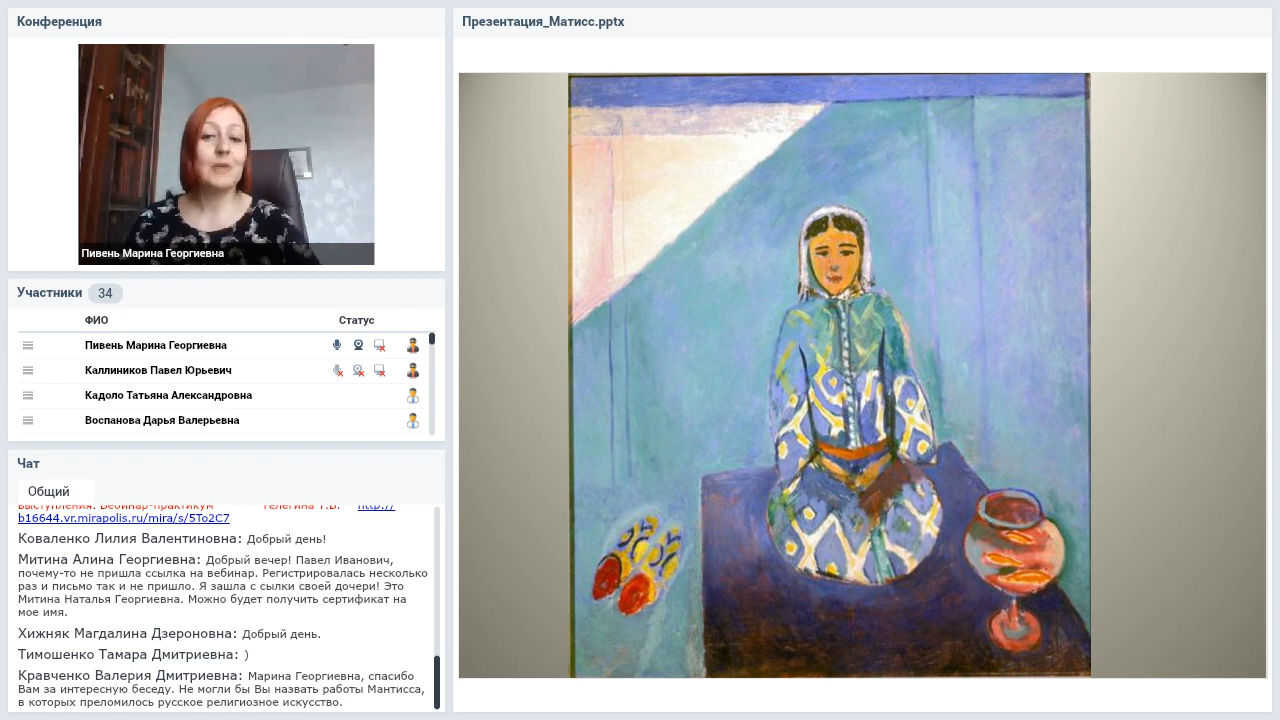 Конференция
Пивень Марина Георгиевна
Участники 34
ФИО Статус
Пивень Марина Георгиевна
Каллиников Павел Юрьевич
Кадоло Татьяна Александровна
Воспанова Дарья Валерьевна
Чат
Общий
выступления. Вебинар-практикум Телегина Т.В. http://
b16644.vr.mirapolis.ru/mira/s/5To2C7
Коваленко Лилия Валентиновна: Добрый день!
Митина Алина Георгиевна: Добрый вечер! Павел Иванович,
почему-то не пришла ссылка на вебинар. Регистрировалась несколько
раз и письмо так и не пришло. Я зашла с сылки своей дочери! Это
Митина Наталья Георгиевна. Можно будет получить сертификат на
мое имя.
Хижняк Магдалина Дзероновна: Добрый день.
Тимошенко Тамара Дмитриевна: )
Кравченко Валерия Дмитриевна: Марина Георгиевна, спасибо
Вам за интересную беседу. Не могли бы Вы назвать работы Мантисса,
в которых преломилось русское религиозное искусство.
Презентация_Матисс.pptx